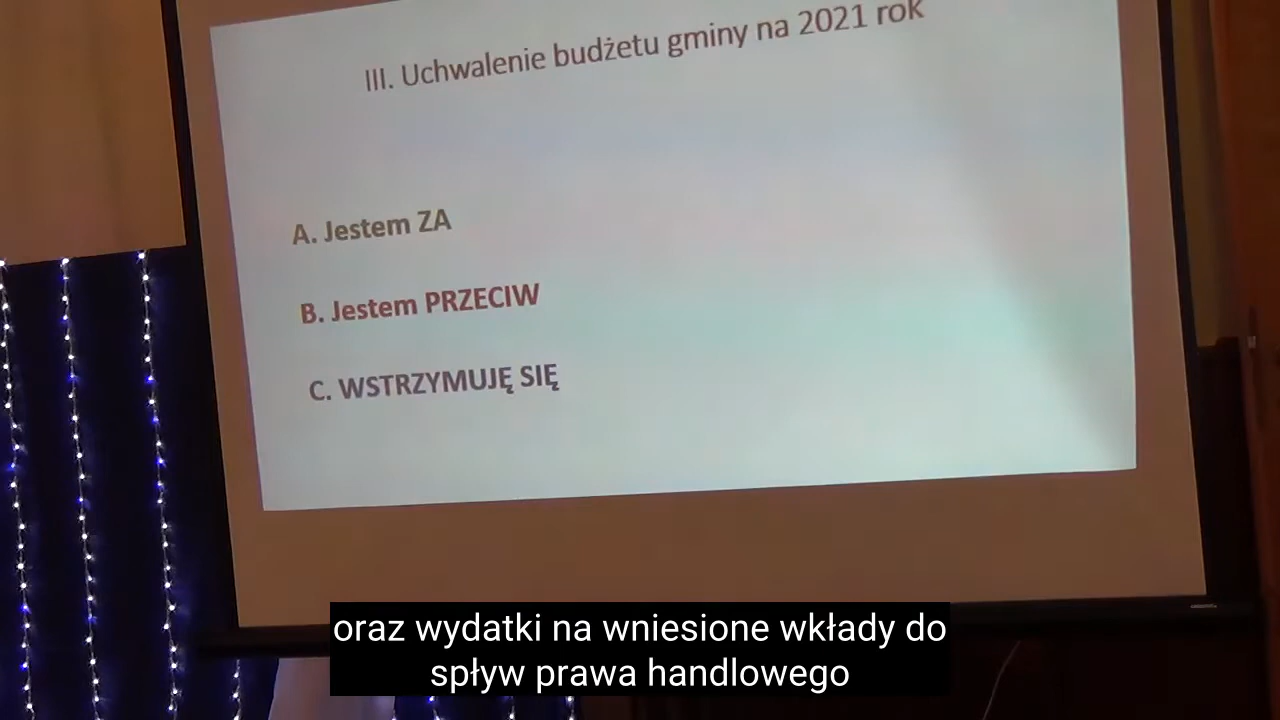 III. Uchwalenie budżetu gminy na 2021 rok
A. Jestem ZA
B. Jestem PRZECIW
C. WSTRZYMUJĘ SIĘ
oraz wydatki na wniesione wkłady do
spływ prawa handlowego